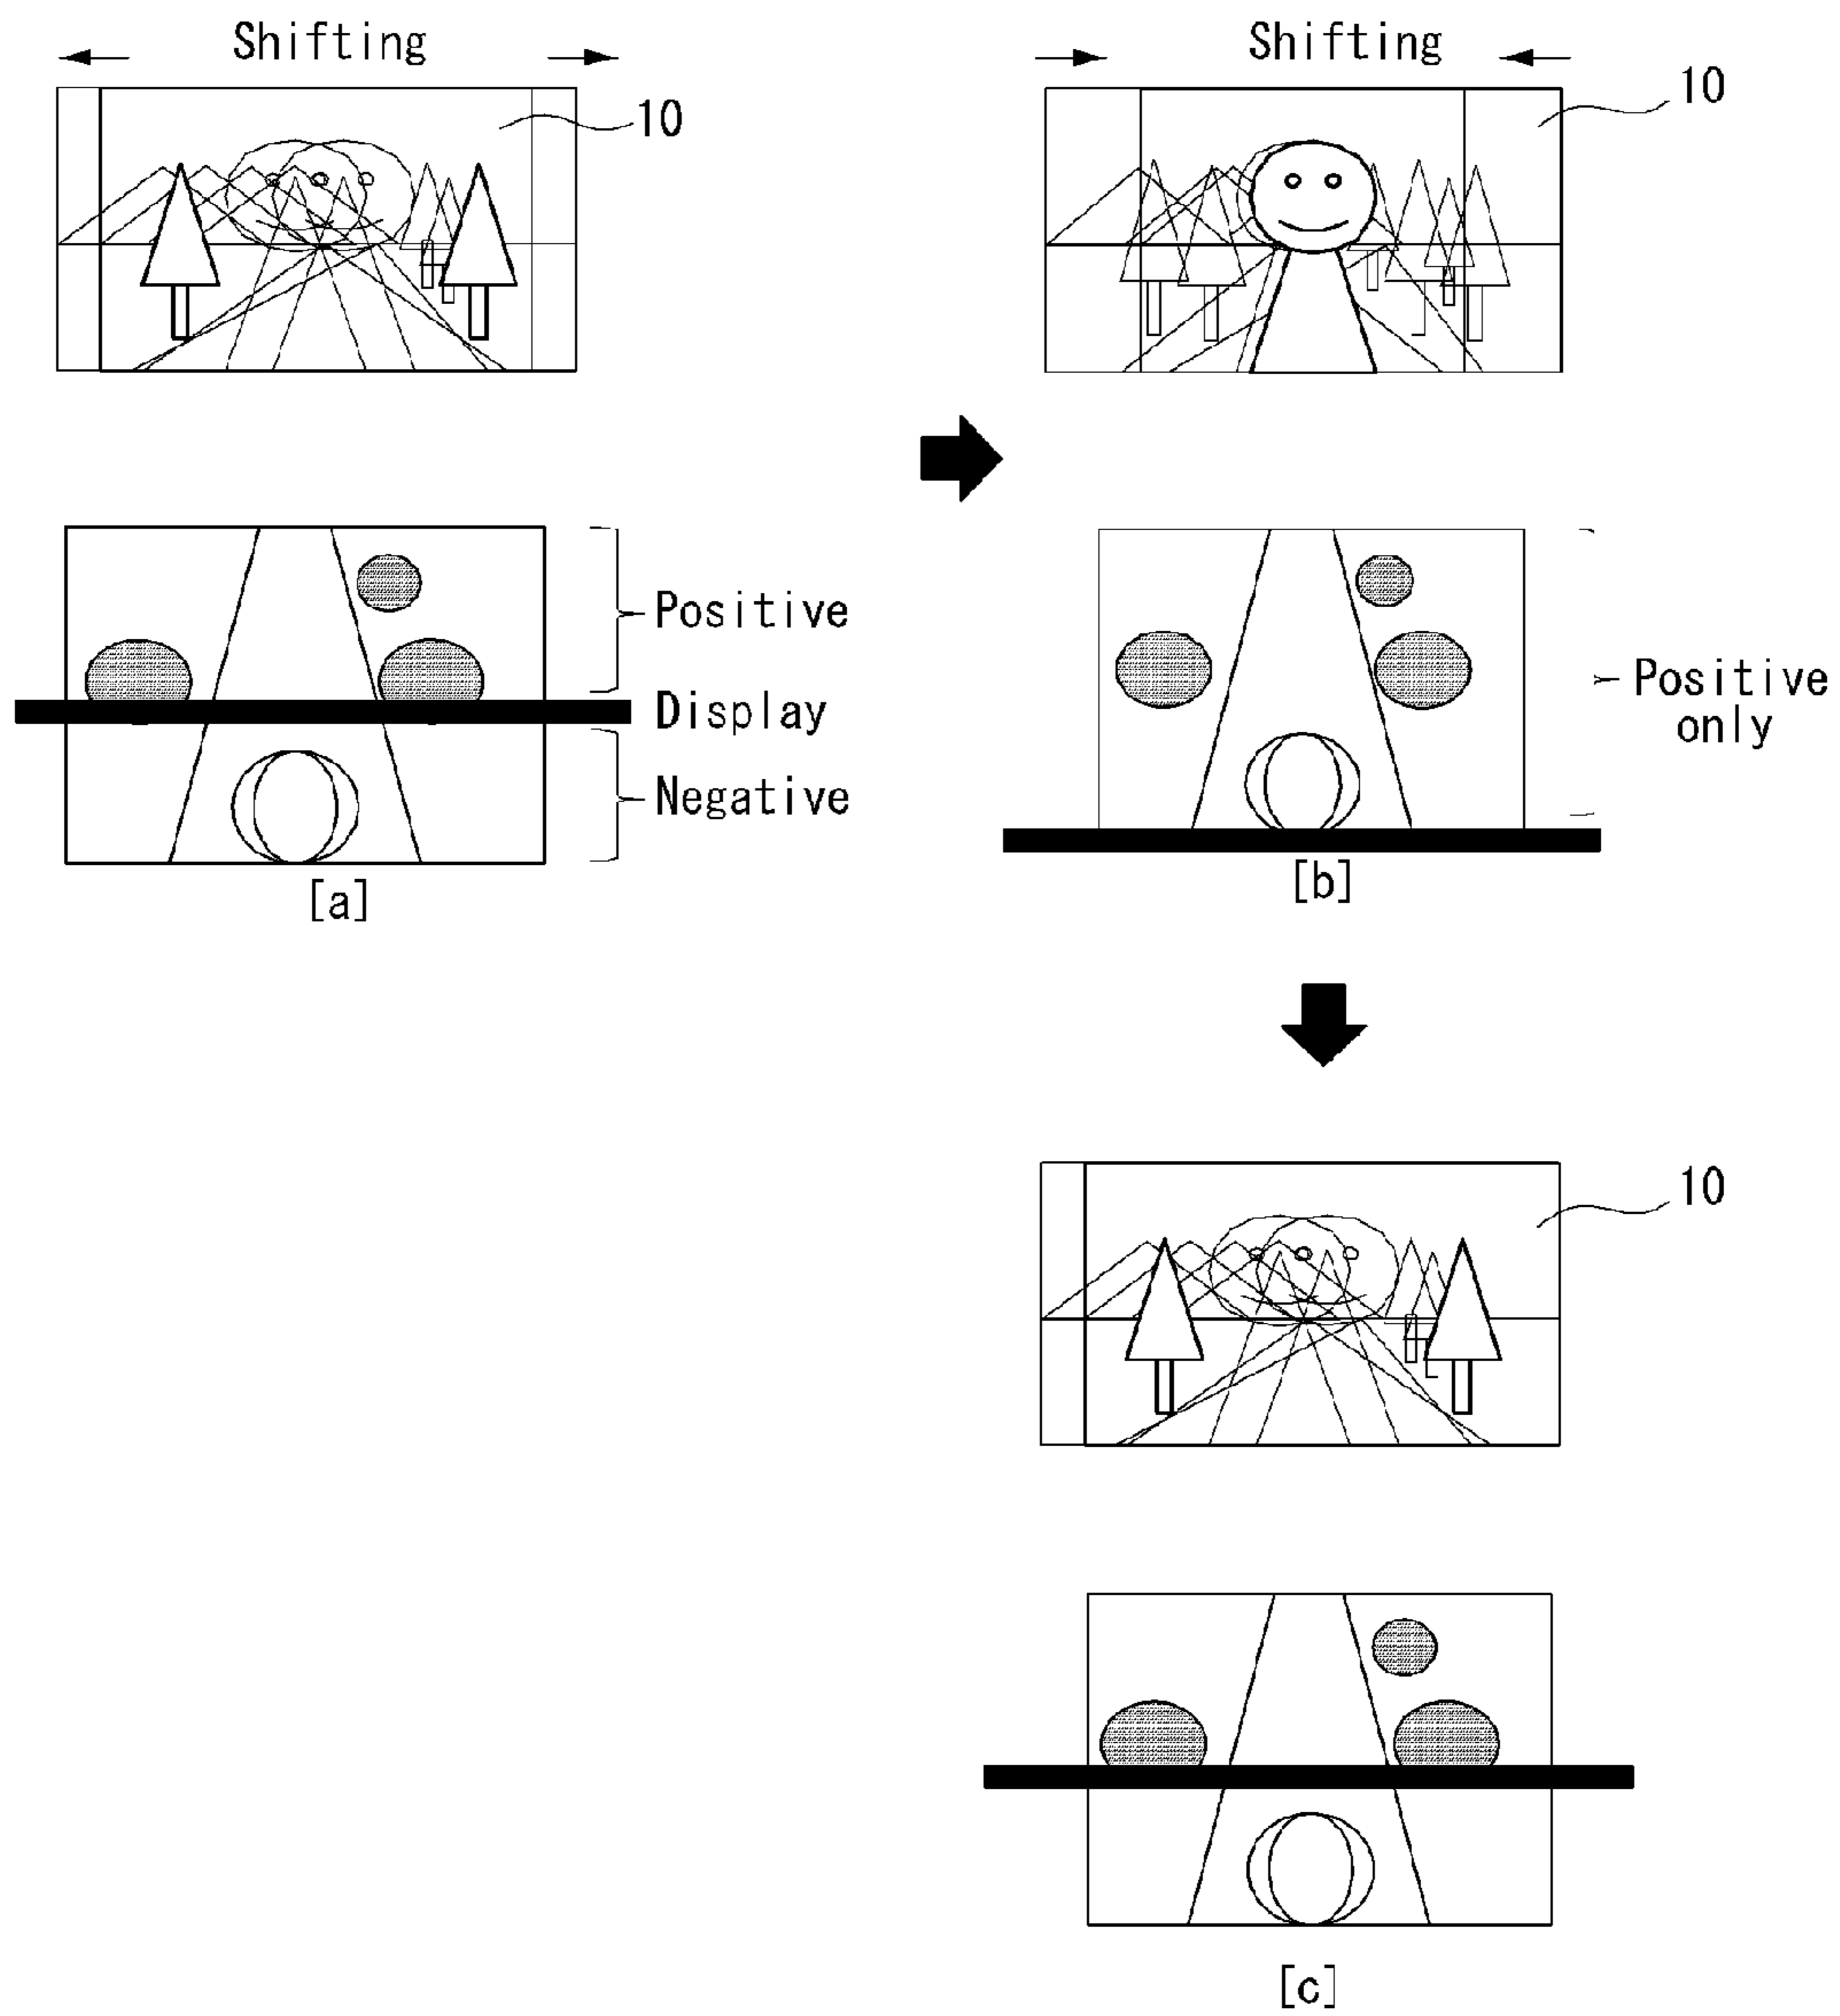 Shifting
10
Positive
Display
Negative
[a]
Shifting
10
Positive
only
[b]
10
[c]